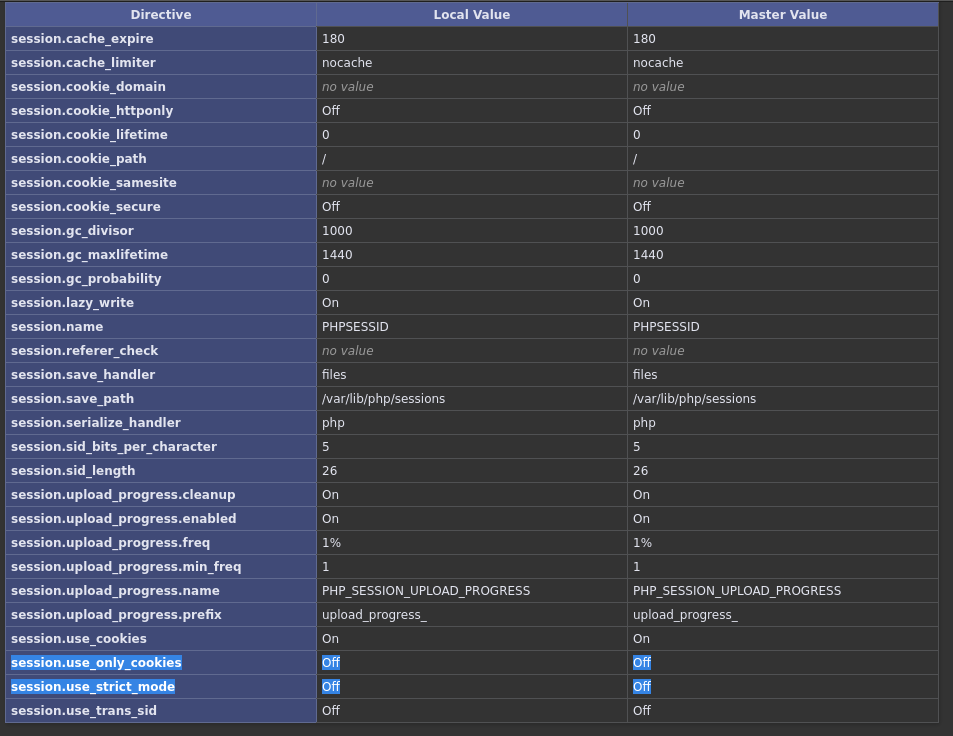 Directive Local Value Master Value
session.cache_expire 180 180
session.cache_limiter nocache nocache
session.cookie_domain no value no value
session.cookie_httponly Off Off
session.cookie_lifetime 0 0
session.cookie_path / /
session.cookie_samesite no value no value
session.cookie_secure Off Off
session.gc_divisor 1000 1000
session.gc_maxlifetime 1440 1440
session.gc_probability 0 0
session.lazy_write On On
session.name PHPSESSID PHPSESSID
session.referer_check no value no value
session.save_handler files files
session.save_path /var/lib/php/sessions /var/lib/php/sessions
session.serialize_handler php php
session.sid_bits_per_character 5 5
session.sid_length 26 26
session.upload_progress.cleanup On On
session.upload_progress.enabled On On
session.upload_progress.freq 1% 1%
session.upload_progress.min_freq 1 1
session.upload_progress.name PHP_SESSION_UPLOAD_PROGRESS PHP_SESSION_UPLOAD_PROGRESS
session.upload_progress.prefix upload_progress_ upload_progress_
session.use_cookies On On
session.use_only_cookies Off Off
session.use_strict_mode Off Off
session.use_trans_sid Off Off